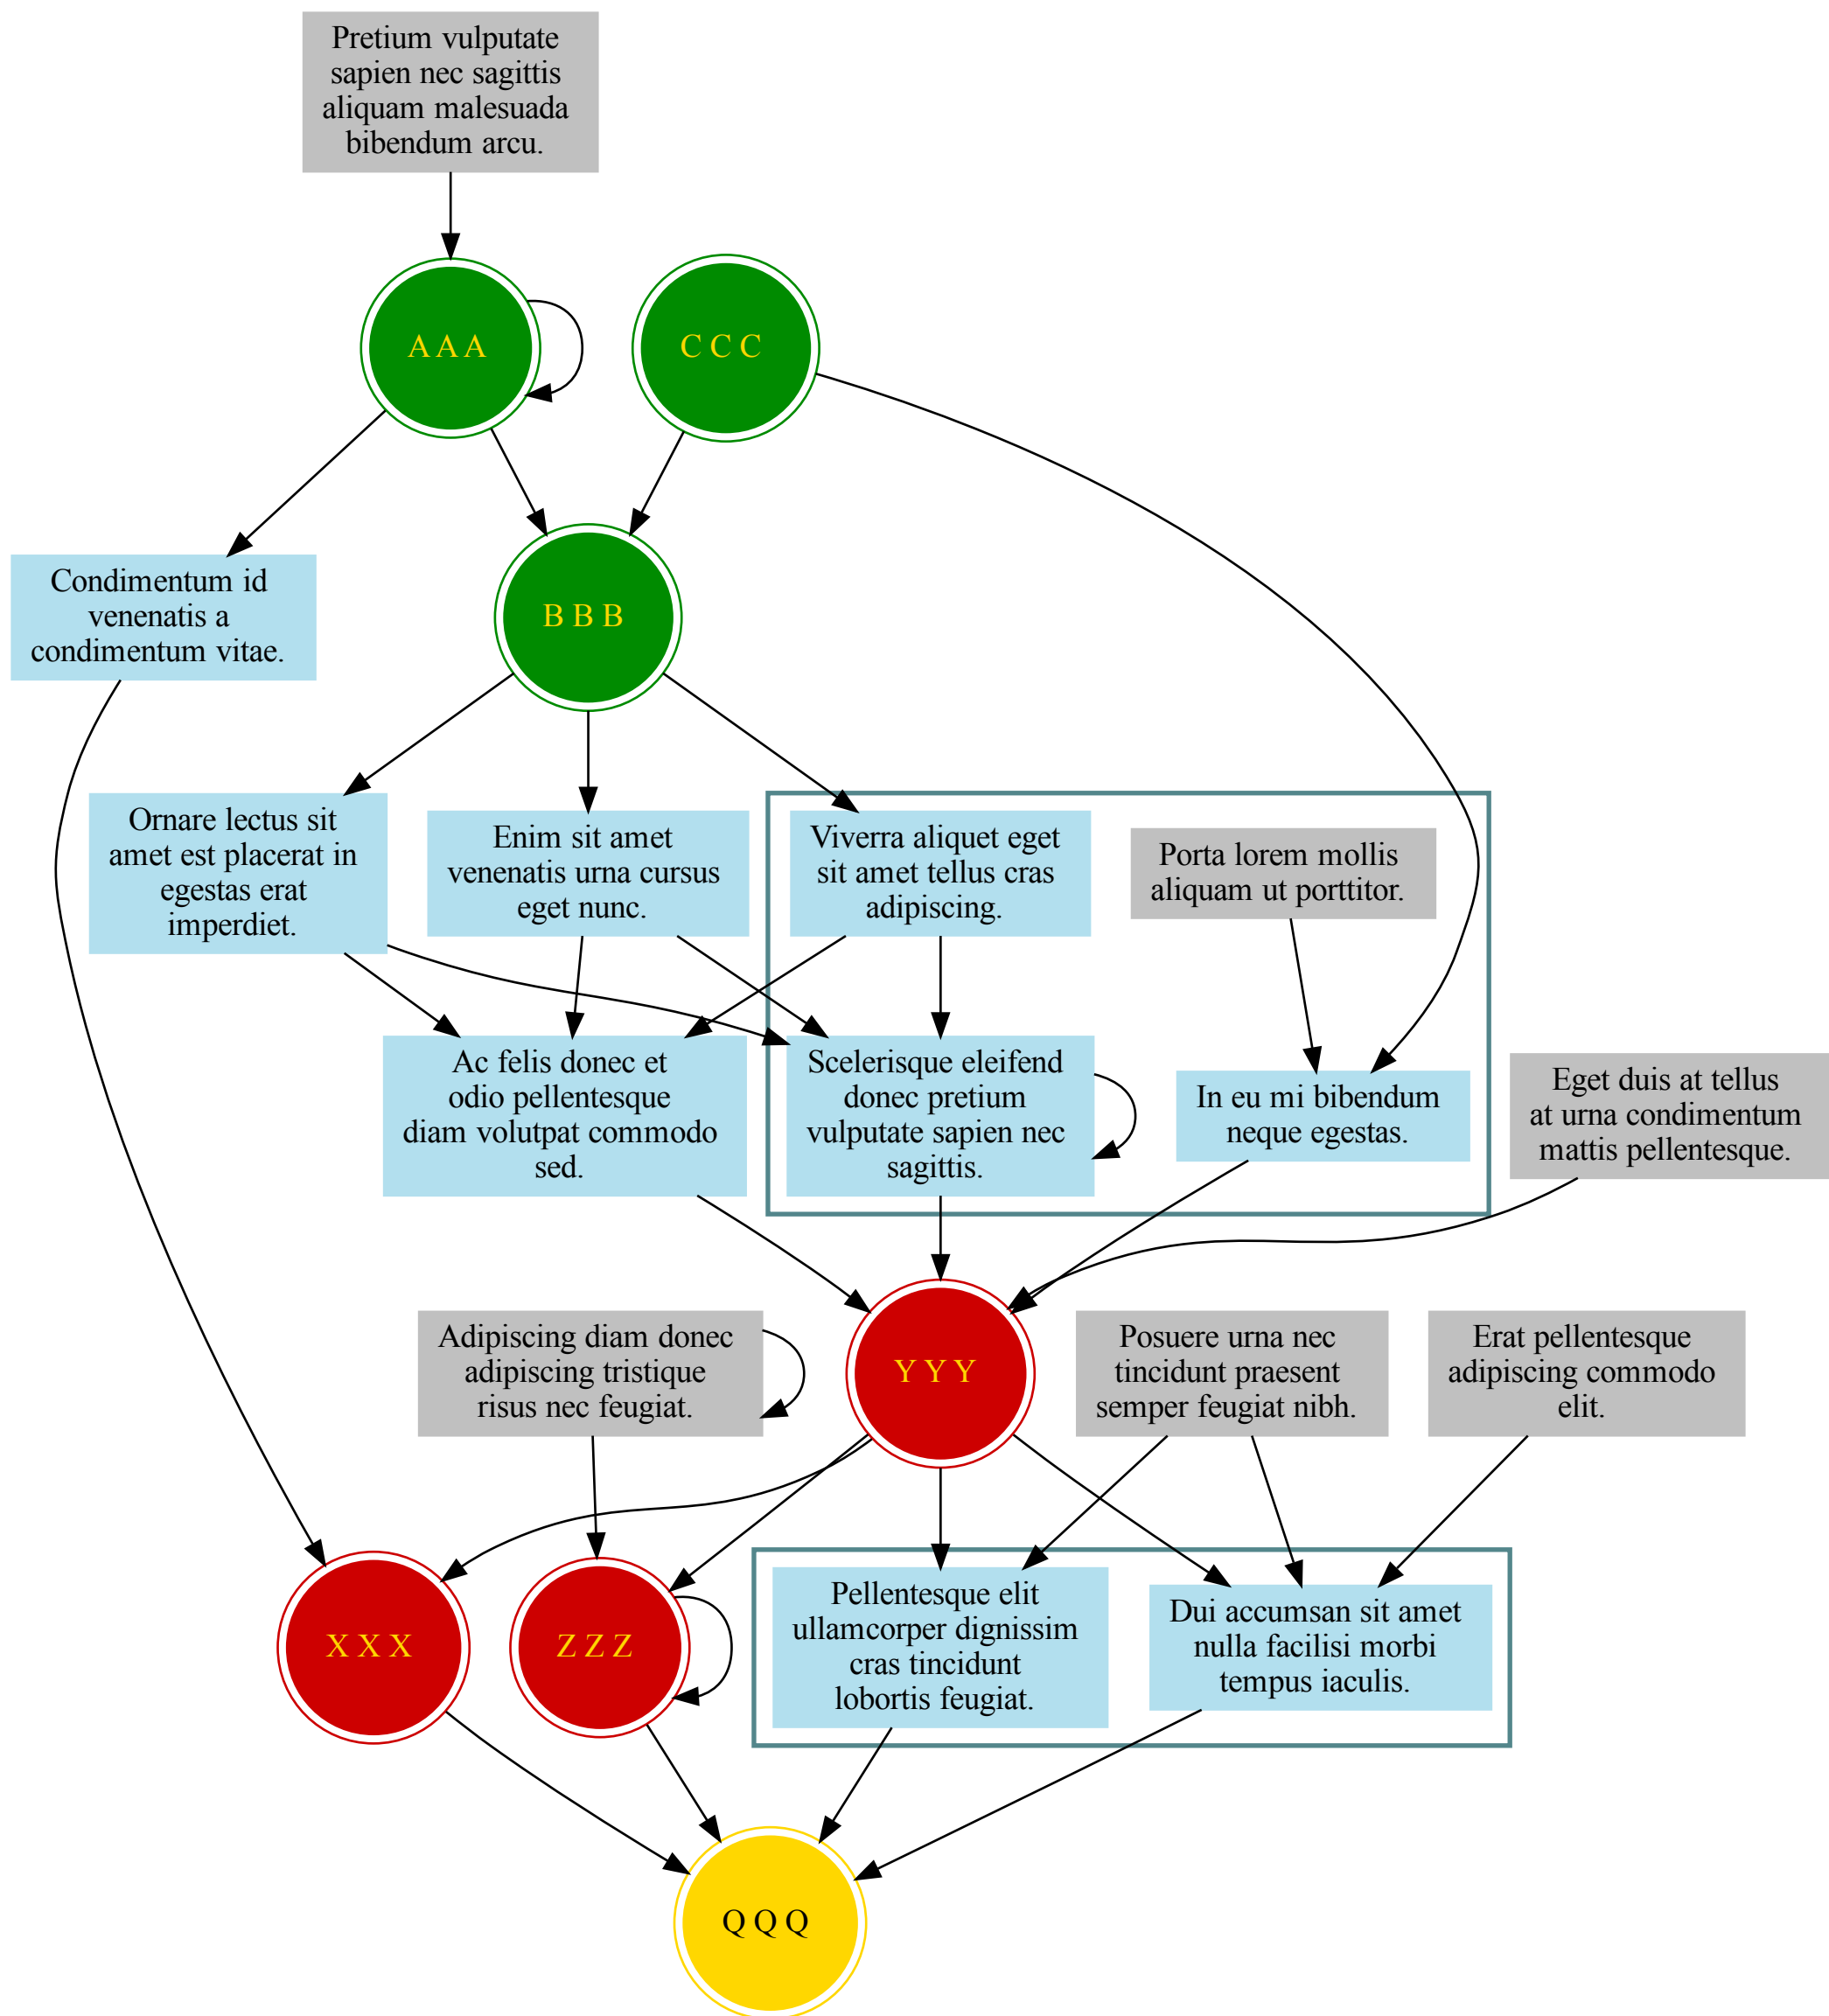 Pretium vulputate
sapien nec sagittis
aliquam malesuada
bibendum arcu.
A A A
C C C
Condimentum id
venenatis a
condimentum vitae.
B B B
Ornare lectus sit
amet est placerat in
egestas erat
imperdiet.
Enim sit amet
venenatis urna cursus
eget nunc.
Viverra aliquet eget
sit amet tellus cras
adipiscing.
Porta lorem mollis
aliquam ut porttitor.
Ac felis donec et
odio pellentesque
diam volutpat commodo
sed.
Scelerisque eleifend
donec pretium
vulputate sapien nec
sagittis.
In eu mi bibendum
neque egestas.
Eget duis at tellus
at urna condimentum
mattis pellentesque.
Adipiscing diam donec
adipiscing tristique
risus nec feugiat.
Y Y Y
Posuere urna nec
tincidunt praesent
semper feugiat nibh.
Erat pellentesque
adipiscing commodo
elit.
X X X
Z Z Z
Pellentesque elit
ullamcorper dignissim
cras tincidunt
lobortis feugiat.
Dui accumsan sit amet
nulla facilisi morbi
tempus iaculis.
Q Q Q